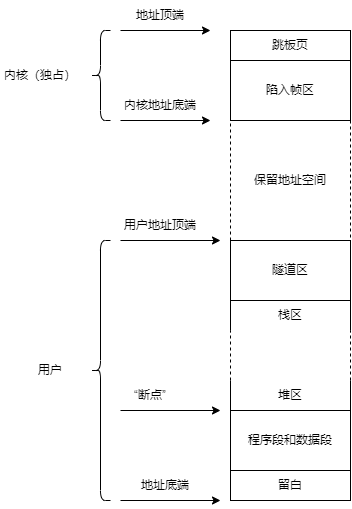 地址顶端
跳板页
内核（独占）
陷入帧区
内核地址底端
保留地址空间
用户地址顶端
隧道区
栈区
用户
“断点”
堆区
程序段和数据段
地址底端
留白